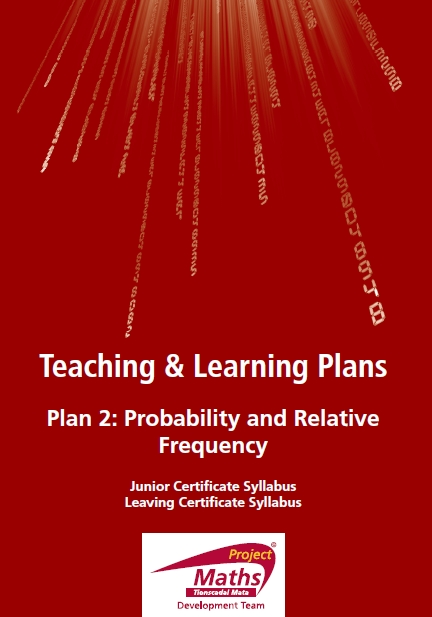 Teaching & Learning Plans
Plan 2: Probability and Relative
Frequency
Junior Certificate Syllabus
Leaving Certificate Syllabus
Project
Maths
Tionscadal Mata
Development Team